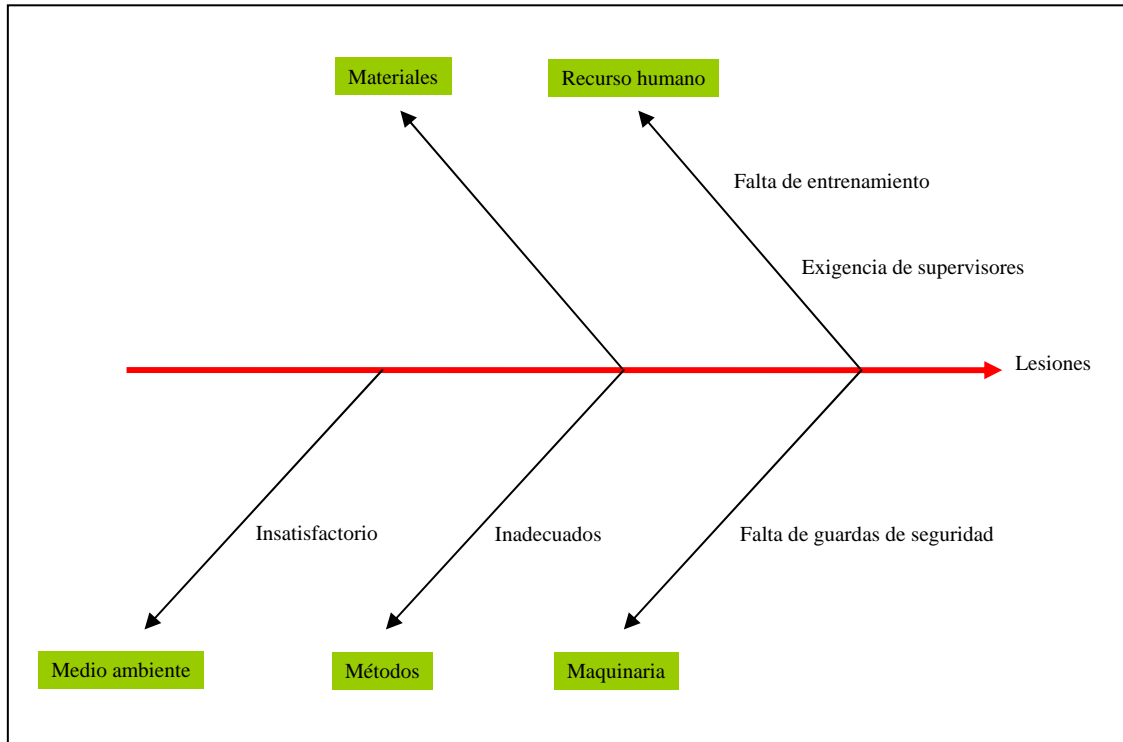 Materiales
Recurso humano
Falta de entrenamiento
Exigencia de supervisores
Lesiones
Insatisfactorio
Inadecuados
Falta de guardas de seguridad
Medio ambiente
Métodos
Maquinaria